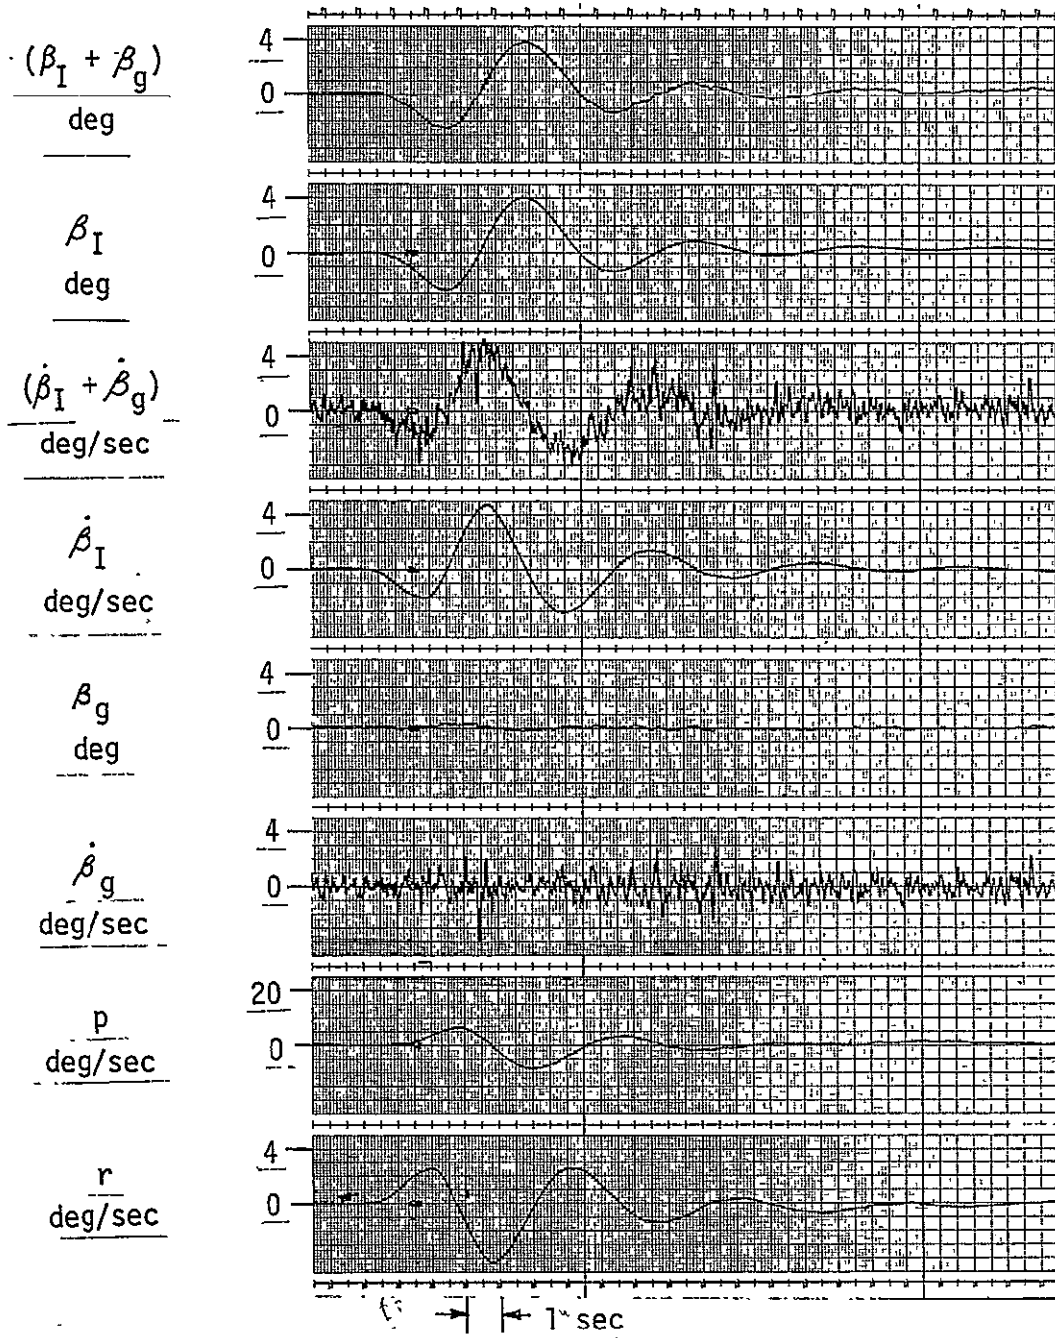 (β_I + β_g)
deg
4
0
β_I
deg
4
0
(β̇_I + β̇_g)
deg/sec
4
0
β̇_I
deg/sec
4
0
β_g
deg
4
0
β̇_g
deg/sec
4
0
p
deg/sec
20
0
r
deg/sec
4
0
1 sec